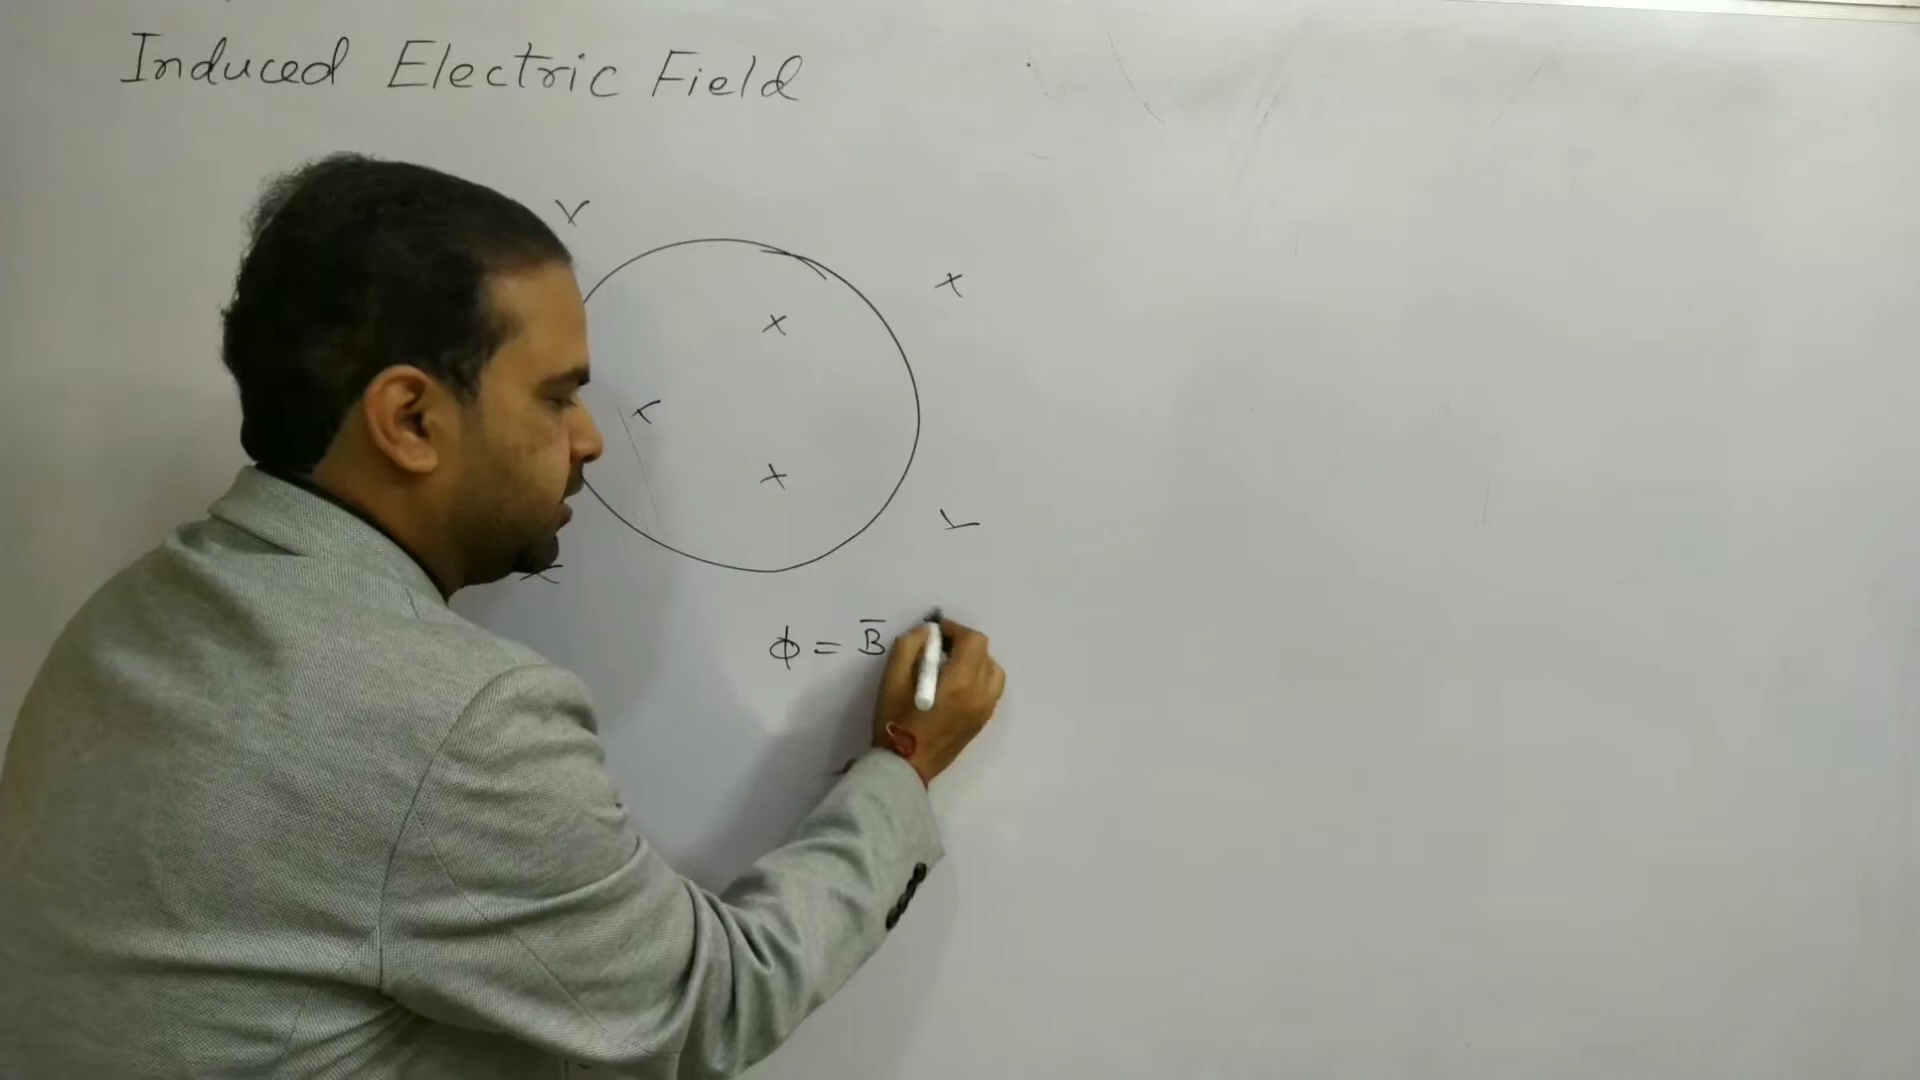 Induced Electric Field
ϕ = B̅